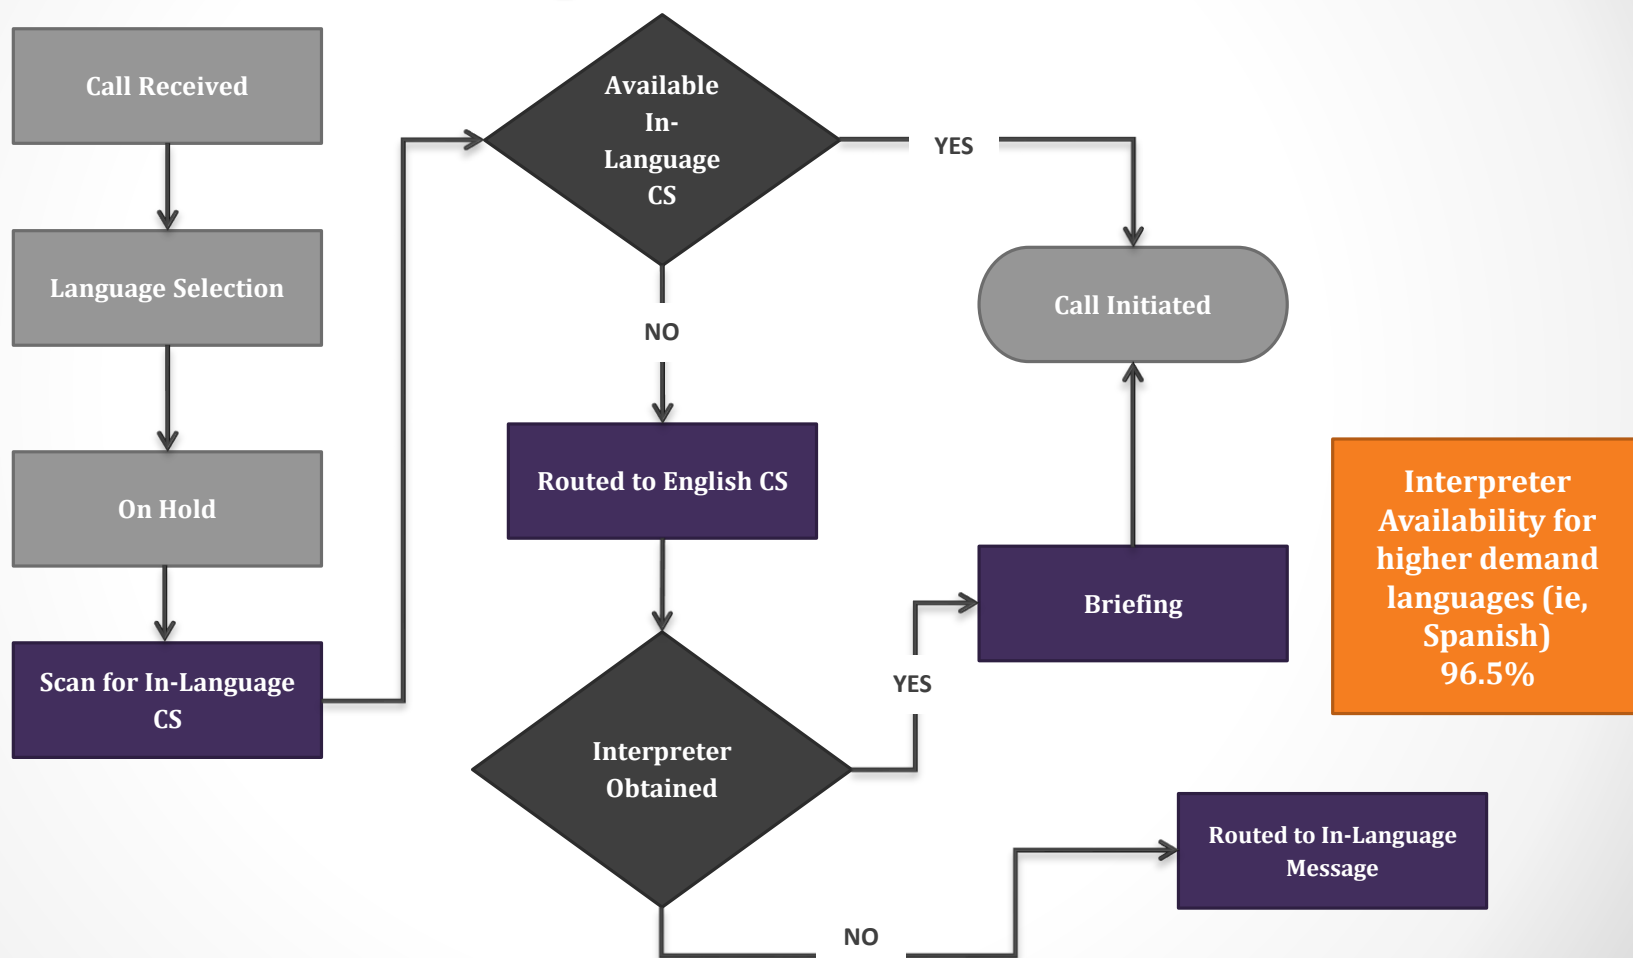 Call Received
Language Selection
On Hold
Scan for In-Language
CS
Available
In-
Language
CS
YES
NO
Call Initiated
Routed to English CS
Interpreter
Obtained
YES
Briefing
NO
Routed to In-Language
Message
Interpreter
Availability for
higher demand
languages (ie,
Spanish)
96.5%